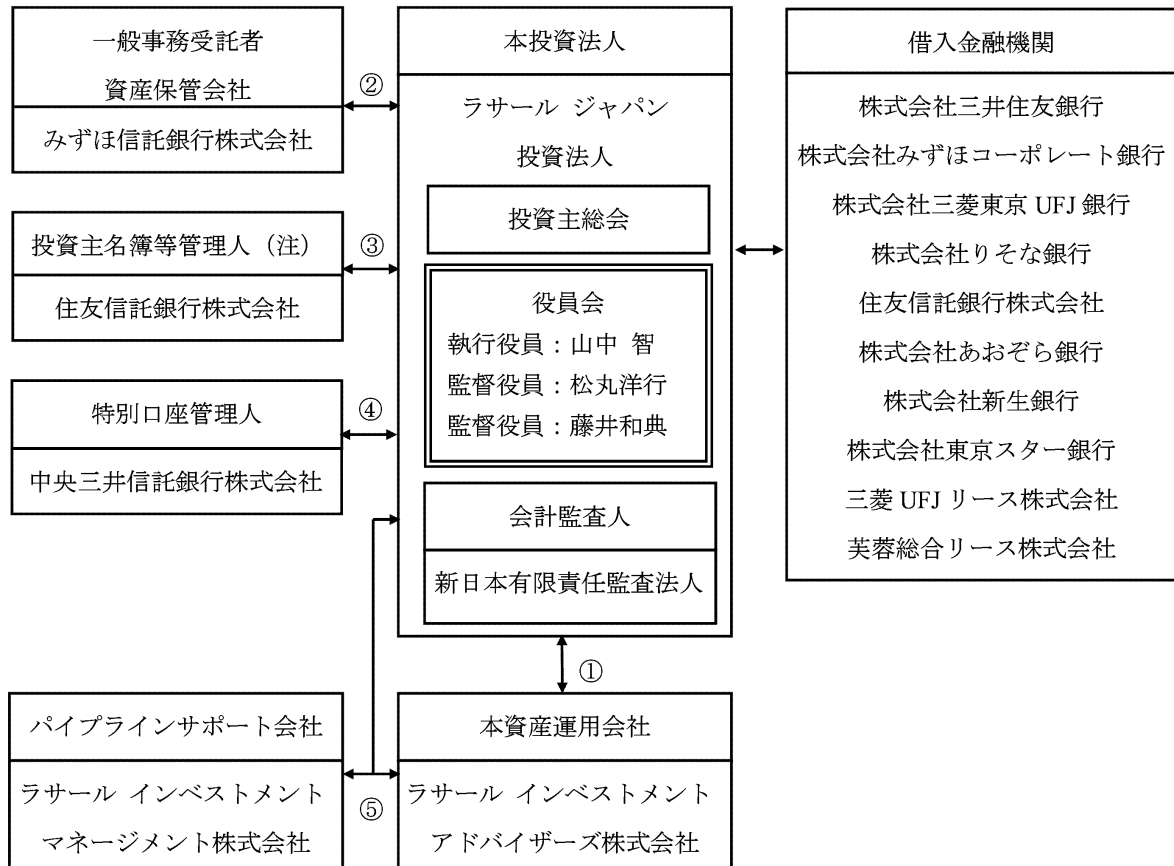 一般事務受託者
資産保管会社
みずほ信託銀行株式会社
②
投資主名簿等管理人（注）
住友信託銀行株式会社
③
特別口座管理人
中央三井信託銀行株式会社
④
本投資法人
ラサール ジャパン
投資法人
投資主総会
役員会
執行役員：山中 智
監督役員：松丸洋行
監督役員：藤井和典
会計監査人
新日本有限責任監査法人
借入金融機関
株式会社三井住友銀行
株式会社みずほコーポレート銀行
株式会社三菱東京 UFJ 銀行
株式会社りそな銀行
住友信託銀行株式会社
株式会社あおぞら銀行
株式会社新生銀行
株式会社東京スター銀行
三菱 UFJ リース株式会社
芙蓉総合リース株式会社
①
パイプラインサポート会社
ラサール インベストメント
マネージメント株式会社
⑤
本資産運用会社
ラサール インベストメント
アドバイザーズ株式会社